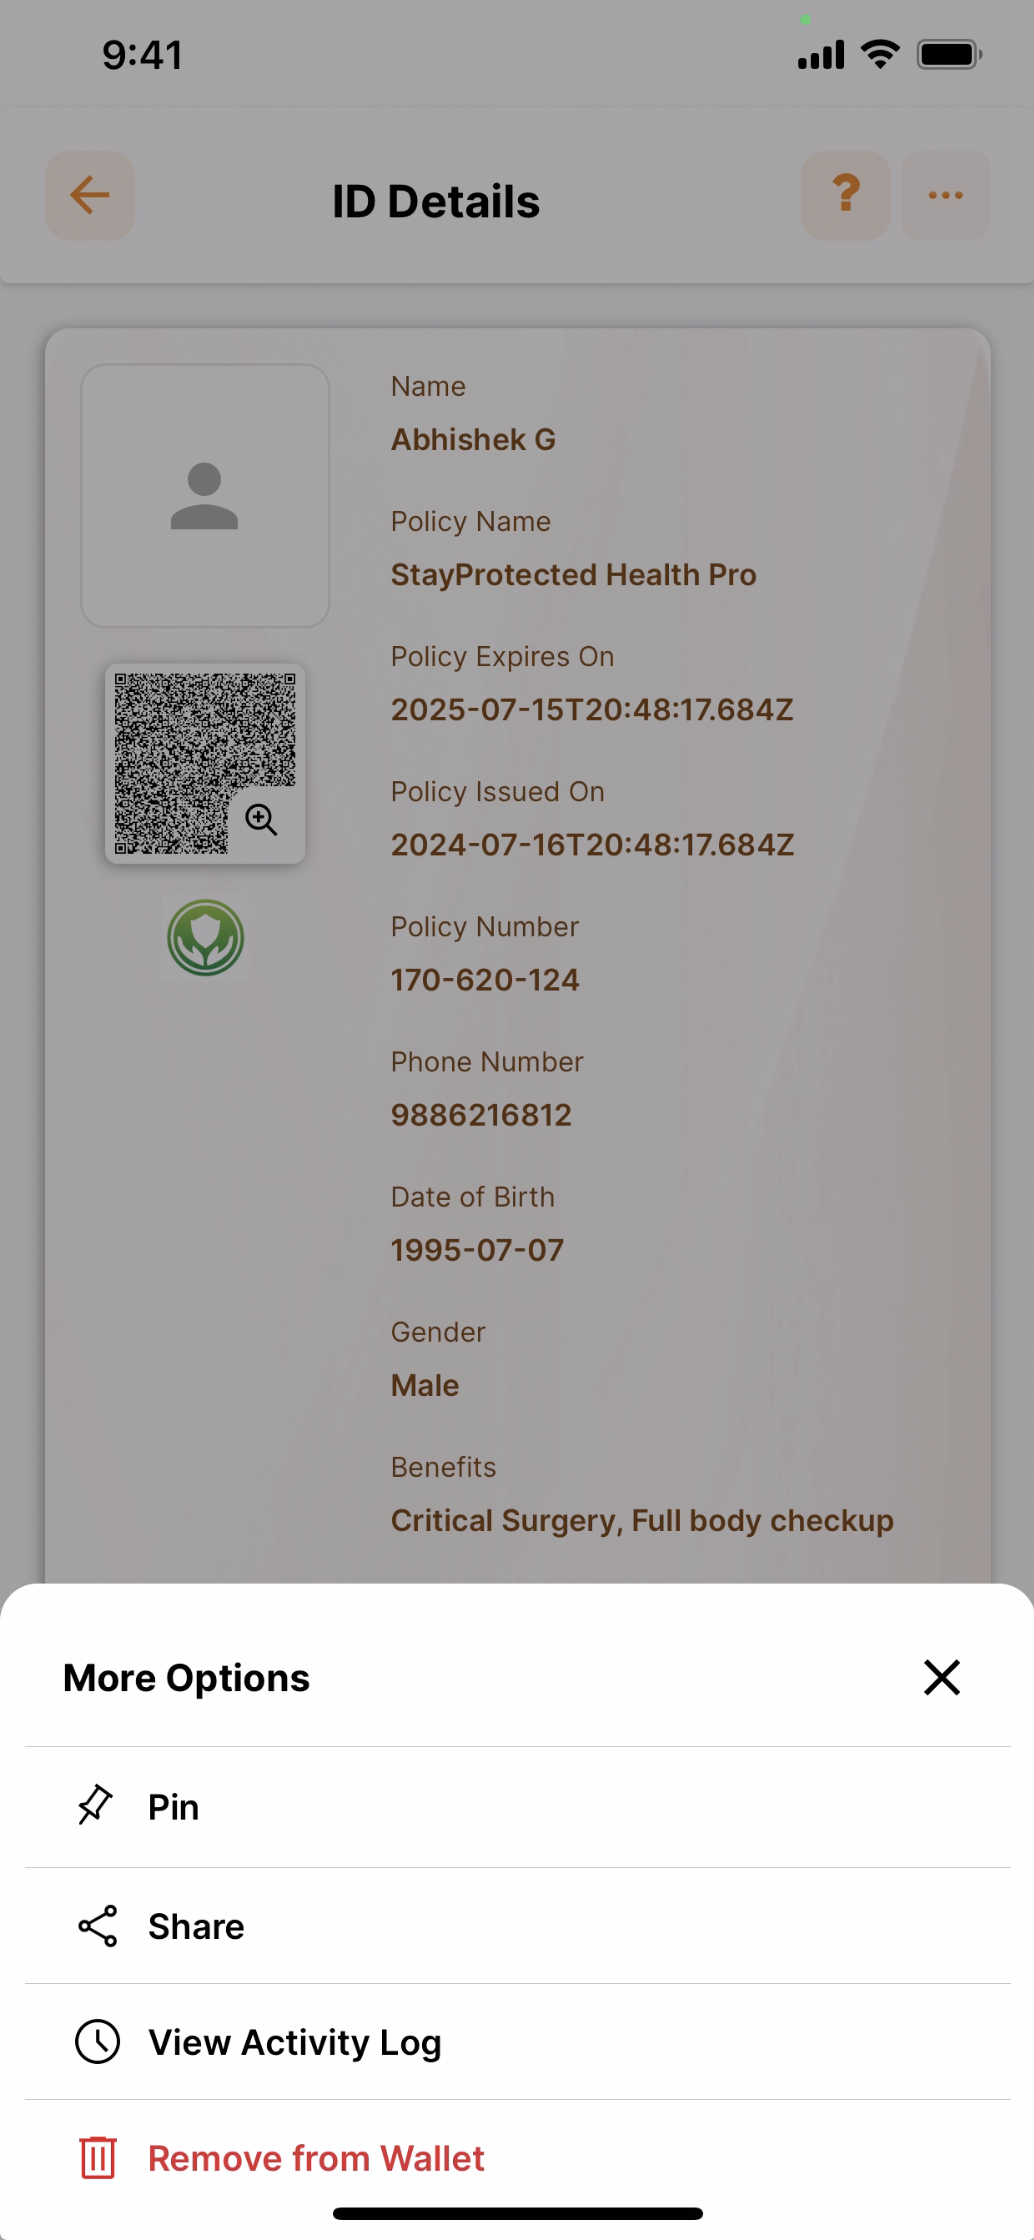 9:41
ID Details
?
Name
Abhishek G
Policy Name
StayProtected Health Pro
Policy Expires On
2025-07-15T20:48:17.684Z
Policy Issued On
2024-07-16T20:48:17.684Z
Policy Number
170-620-124
Phone Number
9886216812
Date of Birth
1995-07-07
Gender
Male
Benefits
Critical Surgery, Full body checkup
More Options
Pin
Share
View Activity Log
Remove from Wallet